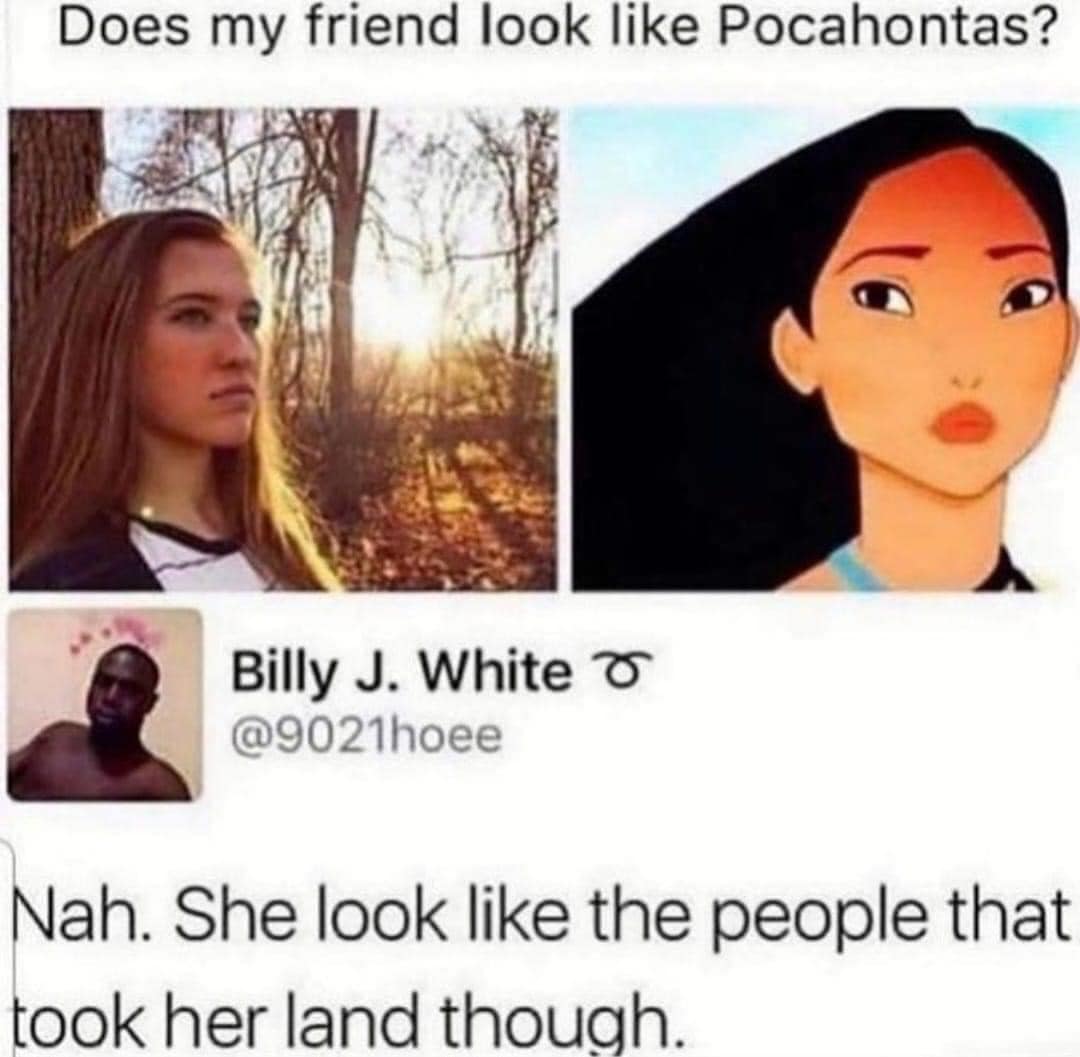 Does my friend look like Pocahontas?
Billy J. White ➰
@9021hoee
Nah. She look like the people that
took her land though.